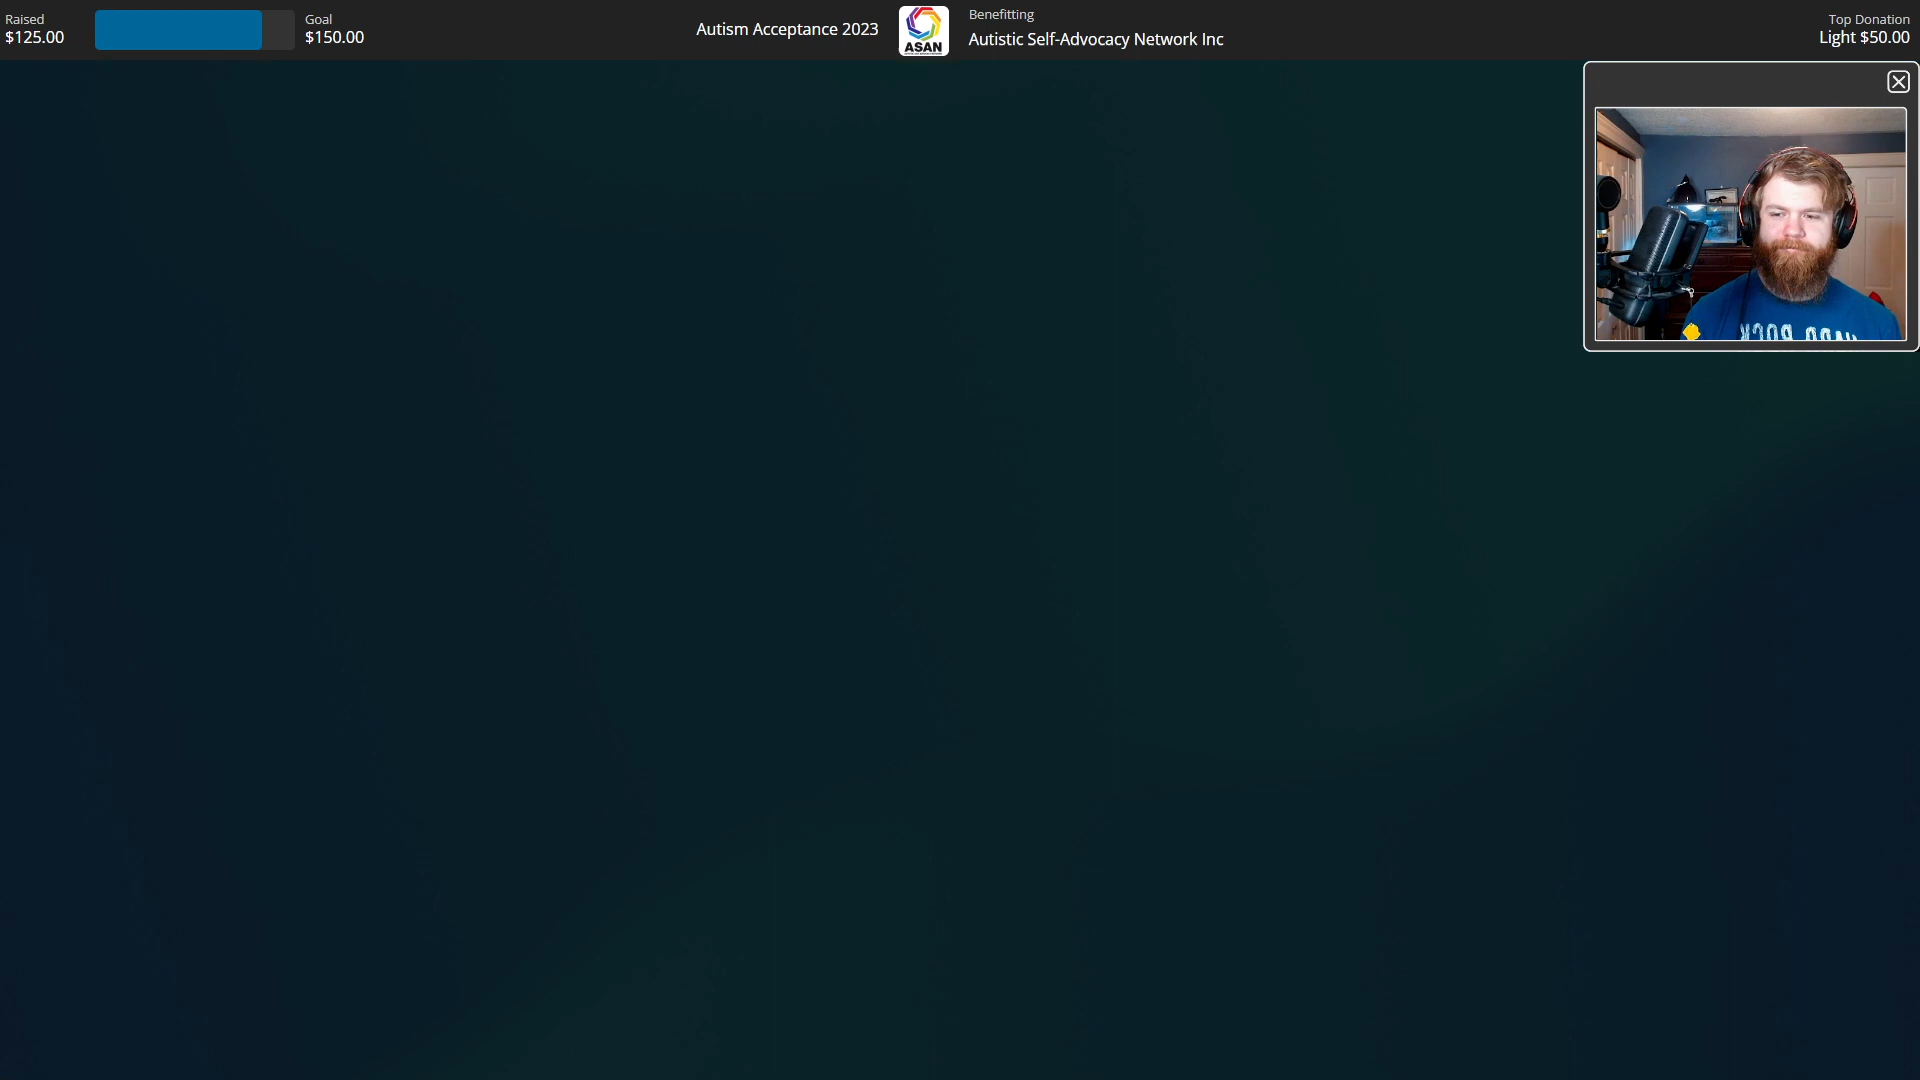 Raised
$125.00
Goal
$150.00
Autism Acceptance 2023
ASAN
Benefitting
Autistic Self-Advocacy Network Inc
Top Donation
Light $50.00